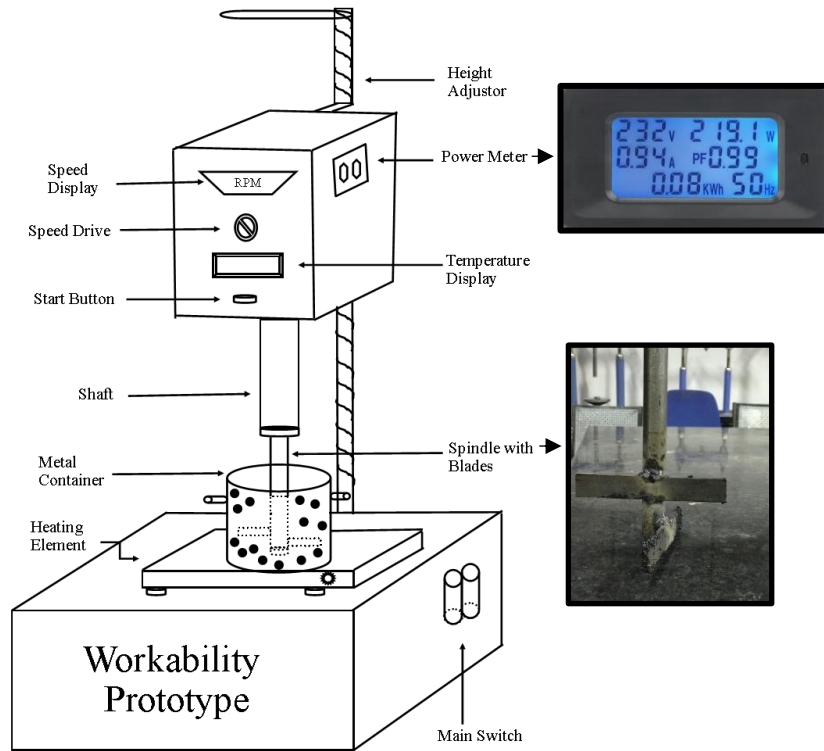 Height
Adjustor
Power Meter
232V 219.1W
0.94A PF0.99
0.08KWh 50Hz
Speed
Display
RPM
Speed Drive
Temperature
Display
Start Button
Shaft
Spindle with
Blades
Metal
Container
Heating
Element
Workability
Prototype
Main Switch